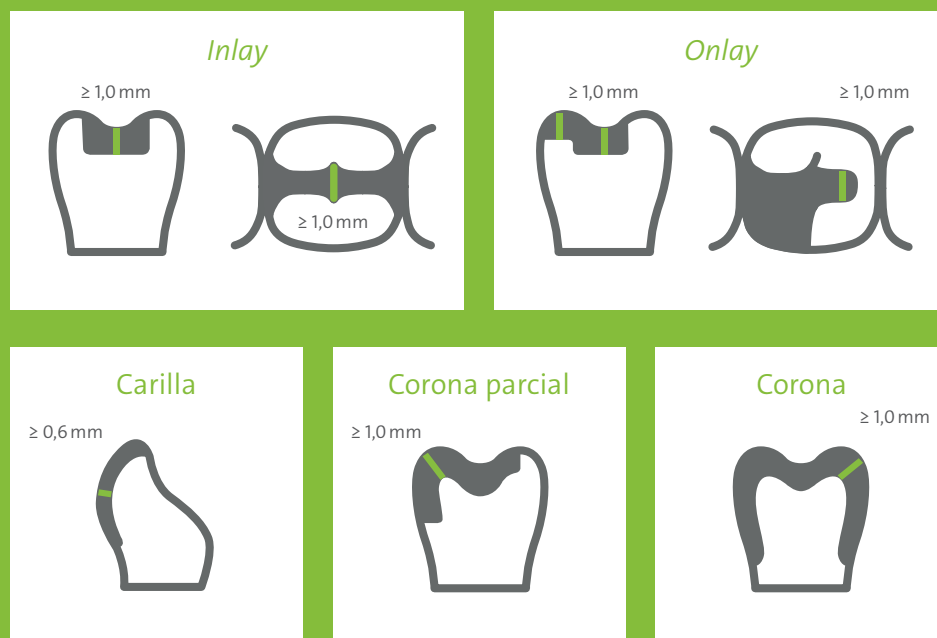 Inlay
≥ 1,0 mm
≥ 1,0 mm
Onlay
≥ 1,0 mm
≥ 1,0 mm
Carilla
≥ 0,6 mm
Corona parcial
≥ 1,0 mm
Corona
≥ 1,0 mm